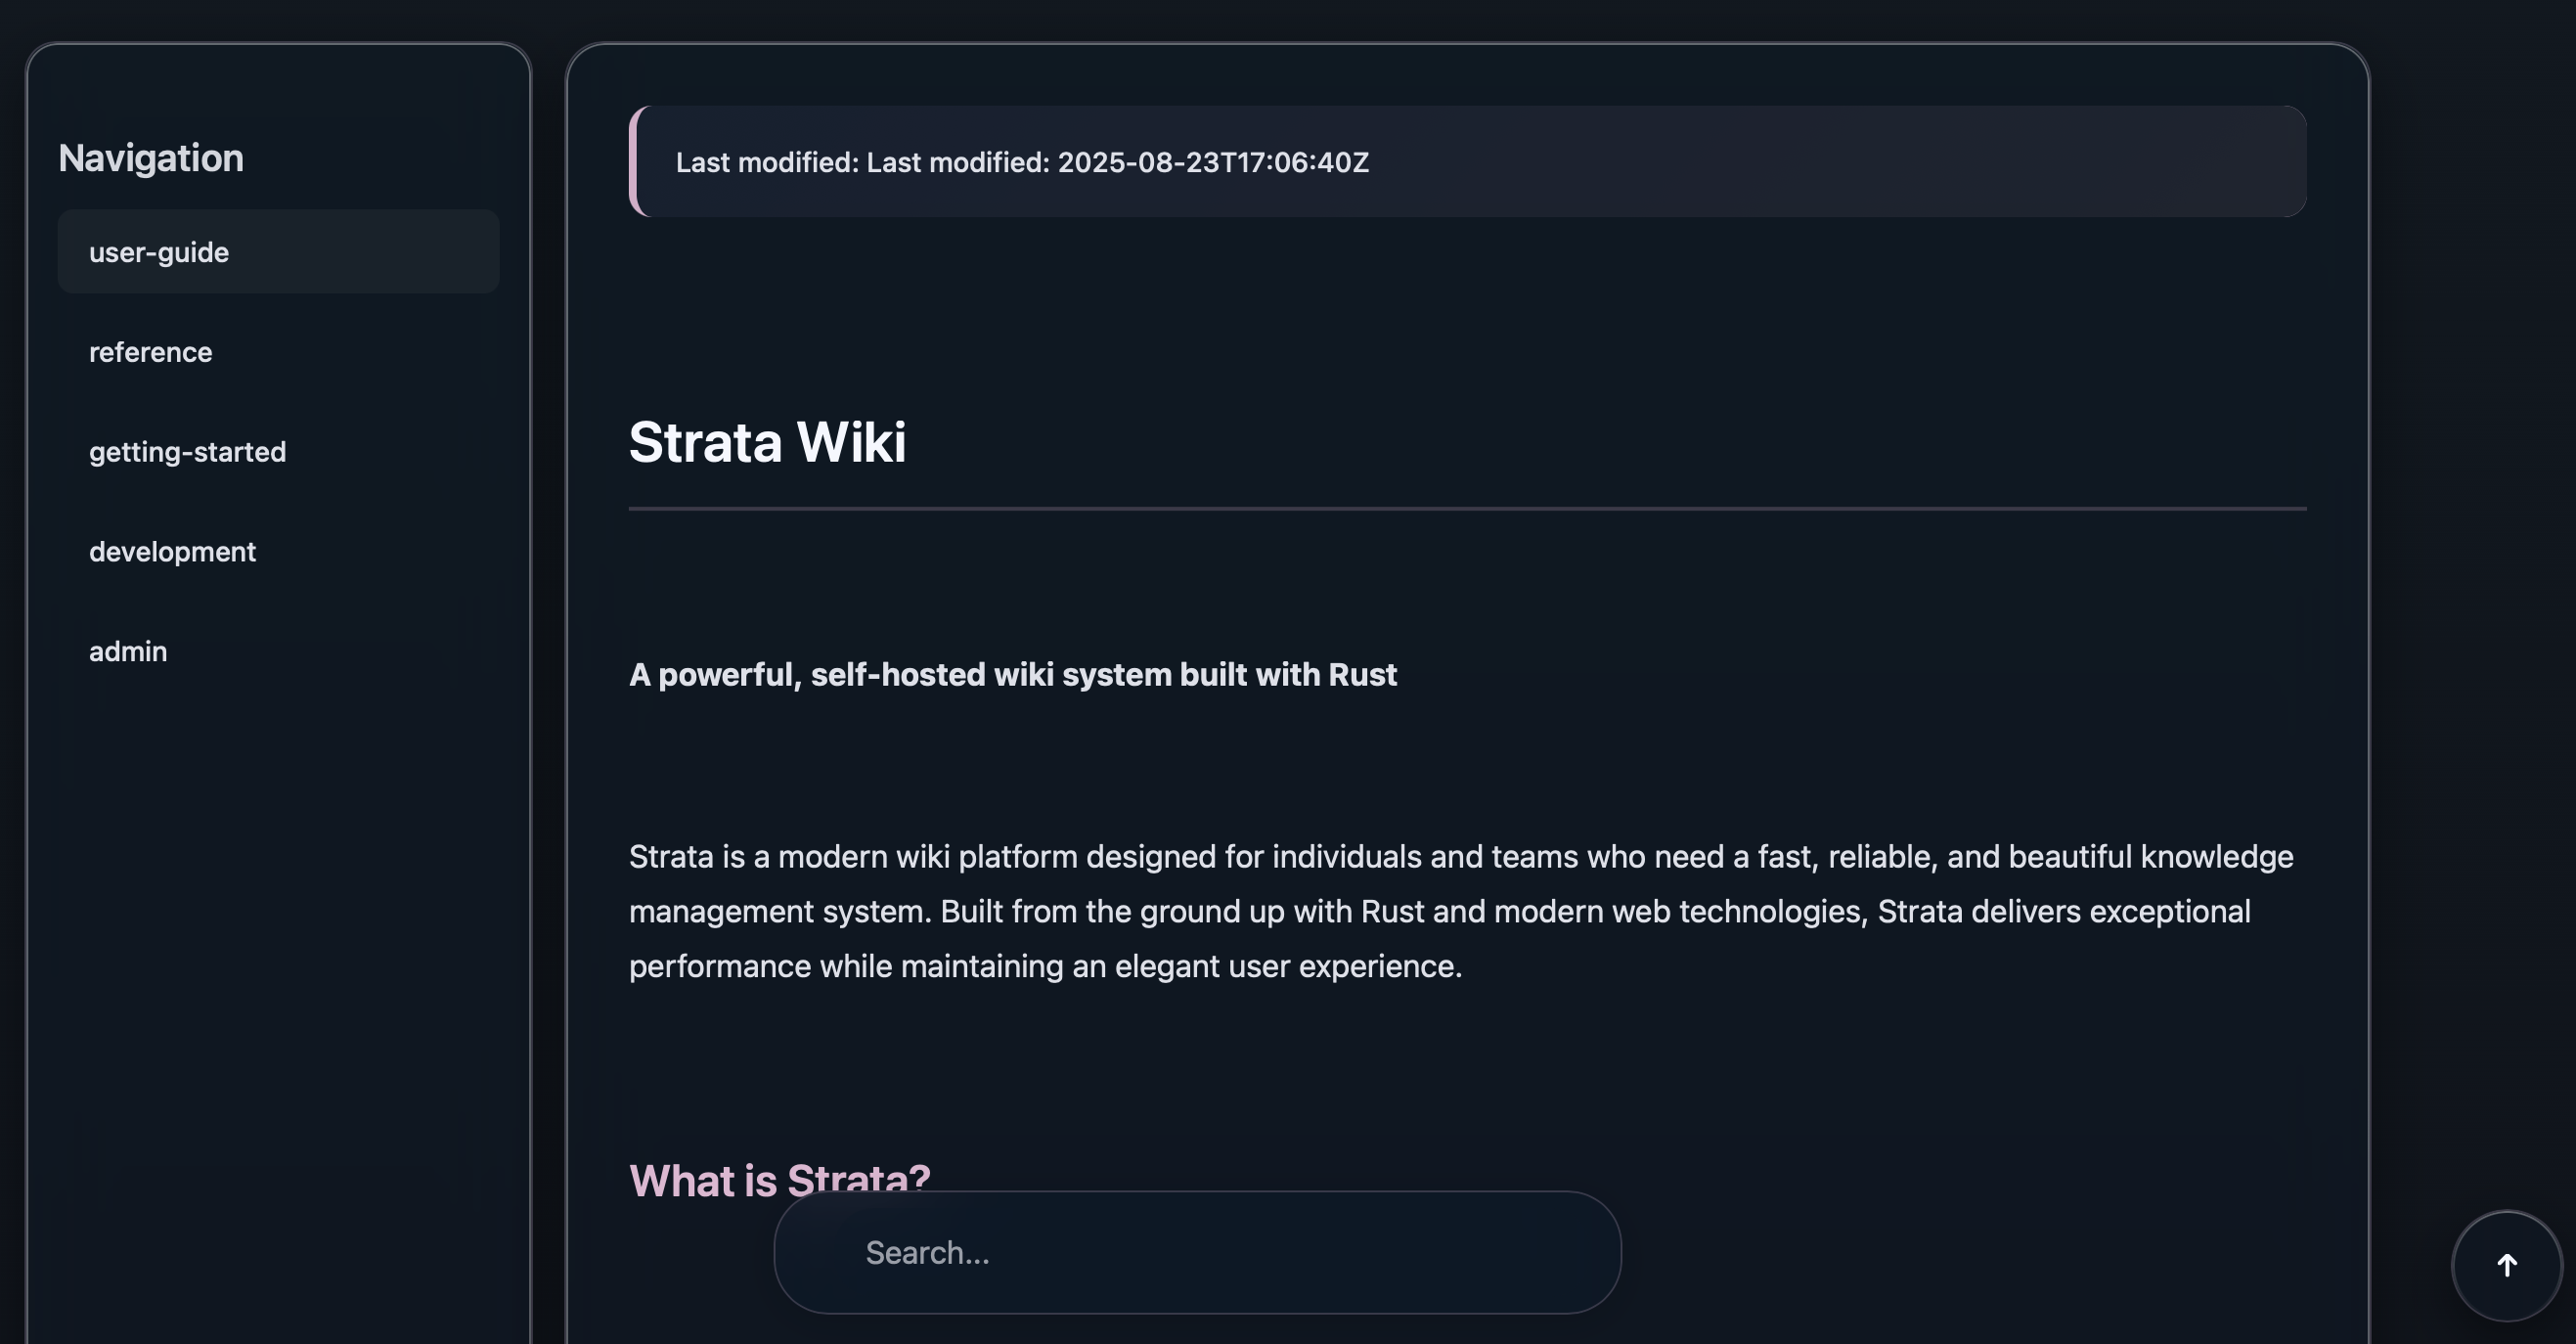 Navigation
user-guide
reference
getting-started
development
admin
Last modified: Last modified: 2025-08-23T17:06:40Z
Strata Wiki
A powerful, self-hosted wiki system built with Rust
Strata is a modern wiki platform designed for individuals and teams who need a fast, reliable, and beautiful knowledge
management system. Built from the ground up with Rust and modern web technologies, Strata delivers exceptional
performance while maintaining an elegant user experience.
What is Strata?
Search...